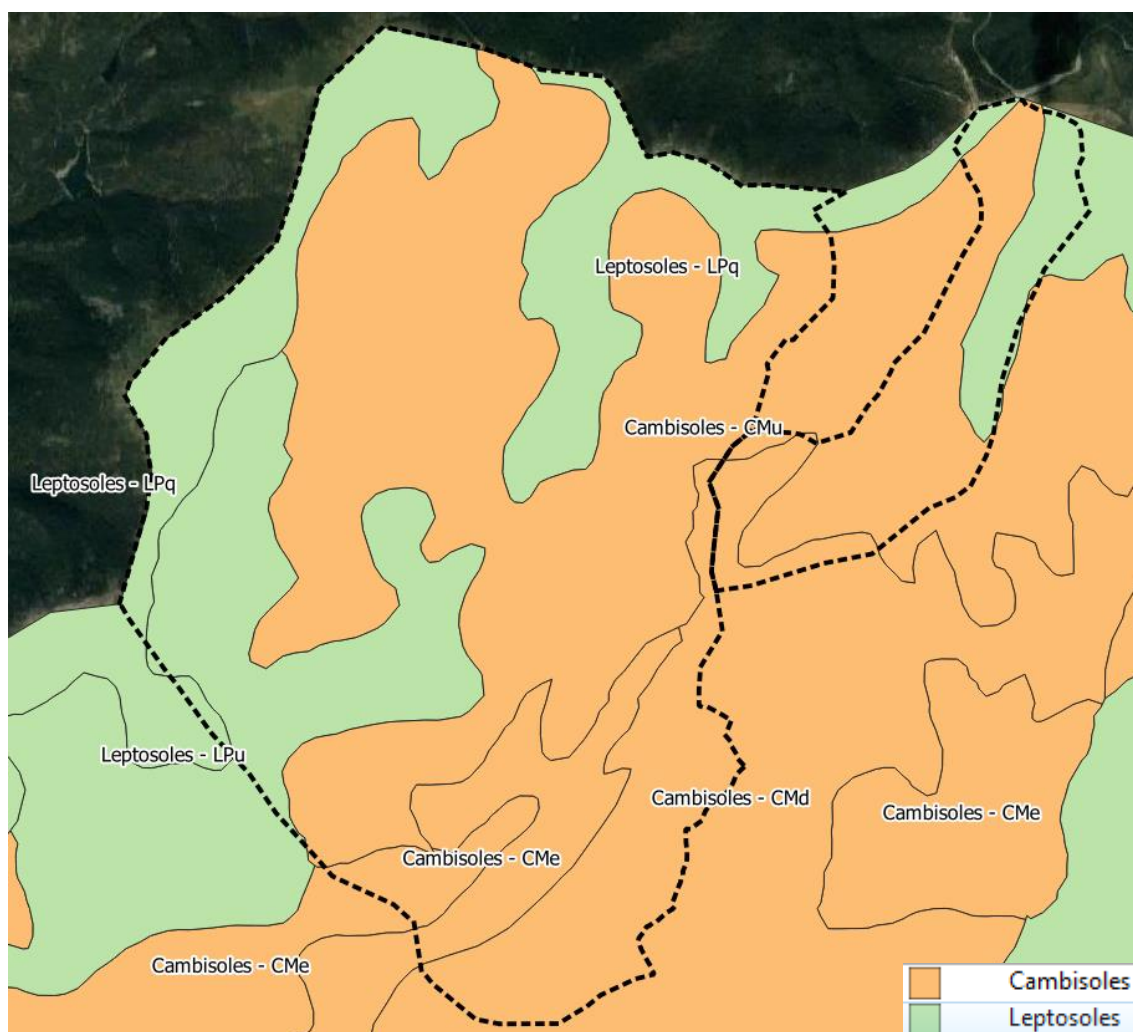 Leptosoles - LPq
Cambisoles - CMu
Leptosoles - LPq
Leptosoles - LPu
Cambisoles - CMd
Cambisoles - CMe
Cambisoles - CMe
Cambisoles - CMe
Cambisoles
Leptosoles